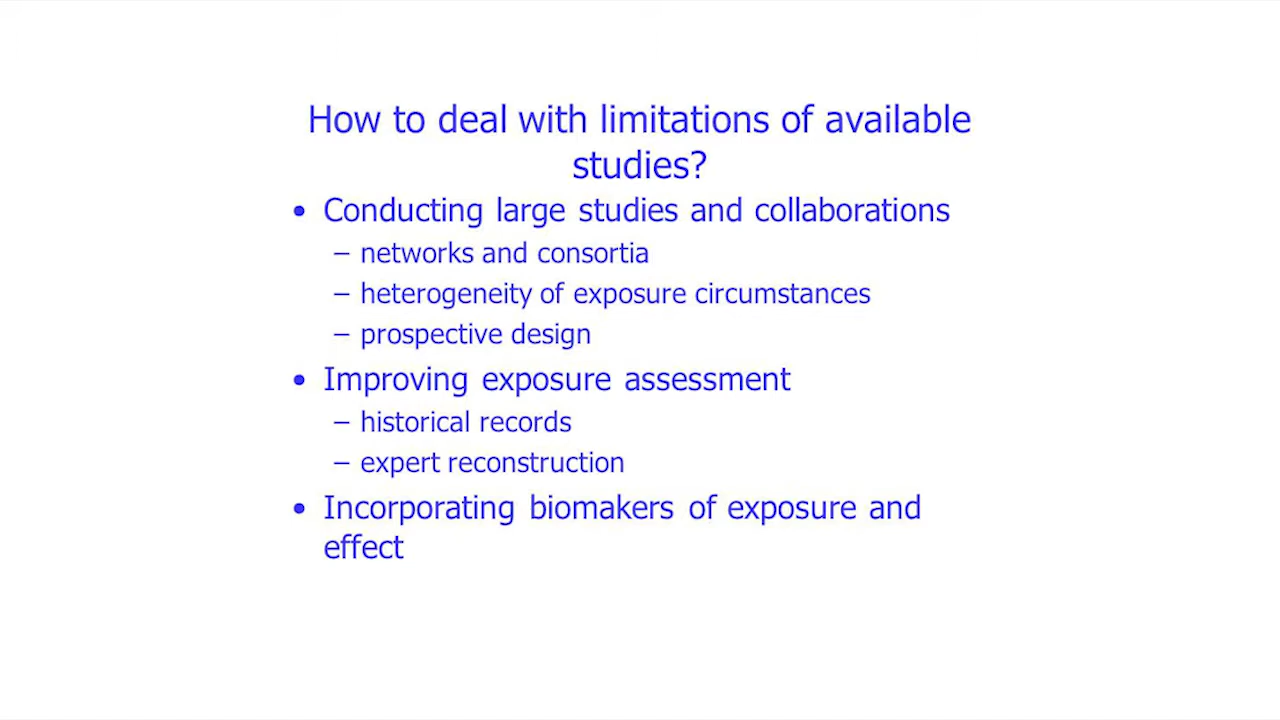 How to deal with limitations of available
studies?
• Conducting large studies and collaborations
– networks and consortia
– heterogeneity of exposure circumstances
– prospective design
• Improving exposure assessment
– historical records
– expert reconstruction
• Incorporating biomakers of exposure and
effect